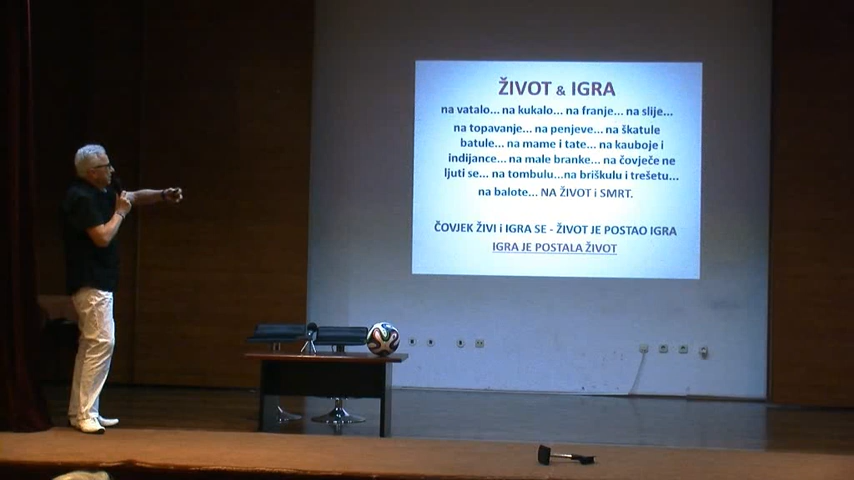 ŽIVOT & IGRA
na vatalo... na kukalo... na franje... na slije...
na topavanje... na penjeve... na škatule
batule... na mame i tate... na kauboje i
indijance... na male branke... na čovječe ne
ljuti se... na tombulu...na briškulu i trešetu...
na balote... NA ŽIVOT i SMRT.
ČOVJEK ŽIVI i IGRA SE - ŽIVOT JE POSTAO IGRA
IGRA JE POSTALA ŽIVOT